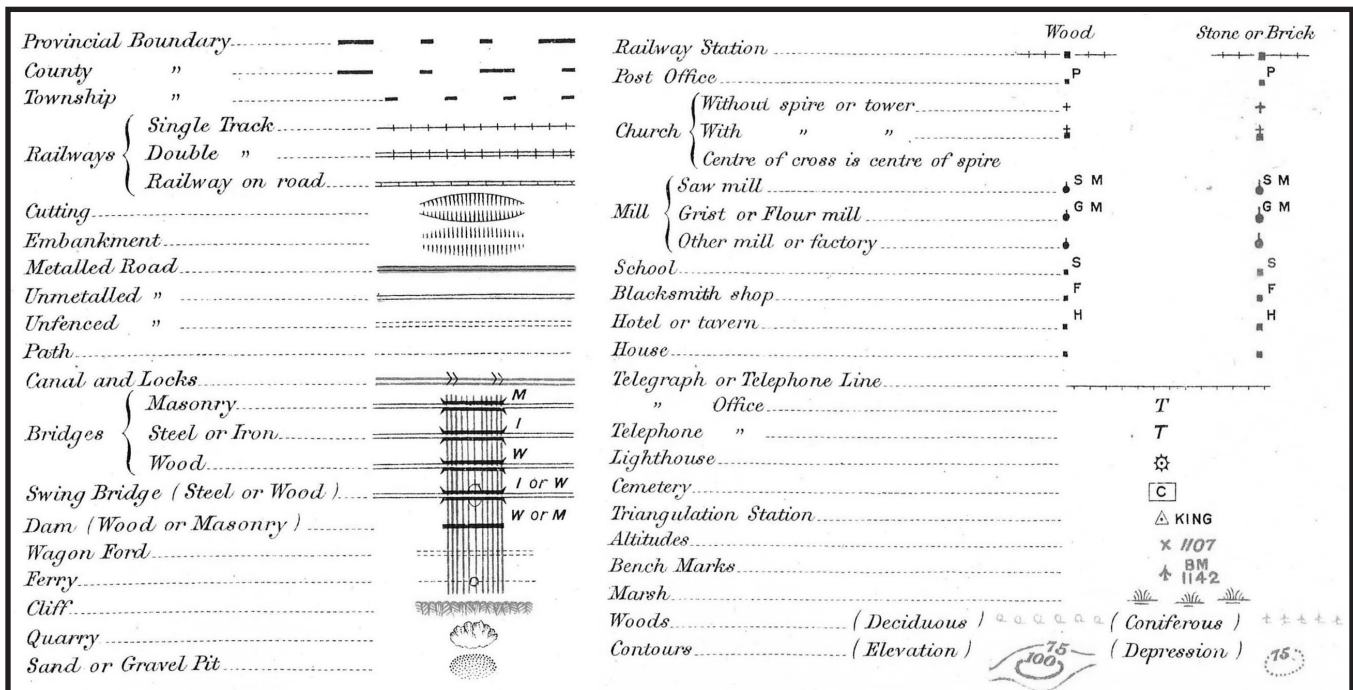 Provincial Boundary
County "
Township "
Railways
Single Track
Double "
Railway on road
Cutting
Embankment
Metalled Road
Unmetalled "
Unfenced "
Path
Canal and Locks
Bridges
Masonry M
Steel or Iron I
Wood W
Swing Bridge (Steel or Wood) I or W
Dam (Wood or Masonry) W or M
Wagon Ford
Ferry
Cliff
Quarry
Sand or Gravel Pit
Wood Stone or Brick
Railway Station
Post Office P P
Church
Without spire or tower
With " "
Centre of cross is centre of spire
Mill
Saw mill S M S M
Grist or Flour mill G M G M
Other mill or factory
School S S
Blacksmith shop F F
Hotel or tavern H H
House
Telegraph or Telephone Line
" Office T
Telephone " T
Lighthouse
Cemetery C
Triangulation Station KING
Altitudes 1107
Bench Marks BM 1142
Marsh
Woods (Deciduous) (Coniferous)
Contours (Elevation) 75 100 (Depression) 75